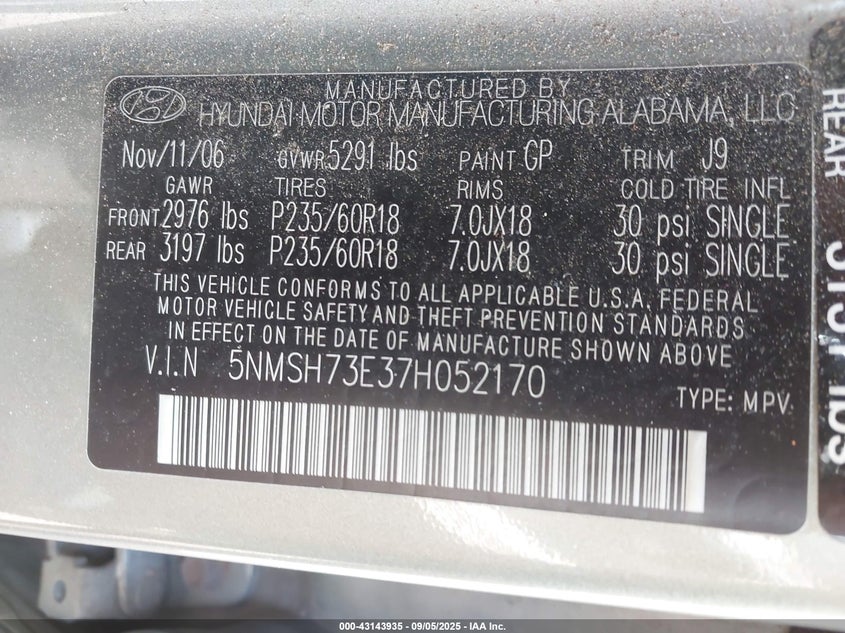 MANUFACTURED BY
HYUNDAI MOTOR MANUFACTURING ALABAMA, LLC
Nov/11/06 GVWR 5291 lbs PAINT GP TRIM J9
GAWR TIRES RIMS COLD TIRE INFL
FRONT 2976 lbs P235/60R18 7.0JX18 30 psi SINGLE
REAR 3197 lbs P235/60R18 7.0JX18 30 psi SINGLE
THIS VEHICLE CONFORMS TO ALL APPLICABLE U.S.A. FEDERAL
MOTOR VEHICLE SAFETY AND THEFT PREVENTION STANDARDS
IN EFFECT ON THE DATE OF MANUFACTURE SHOWN ABOVE
V.I.N 5NMSH73E37H052170
TYPE: MPV
REAR 3197 lbs
000-43143935 - 09/05/2025 - IAA Inc.